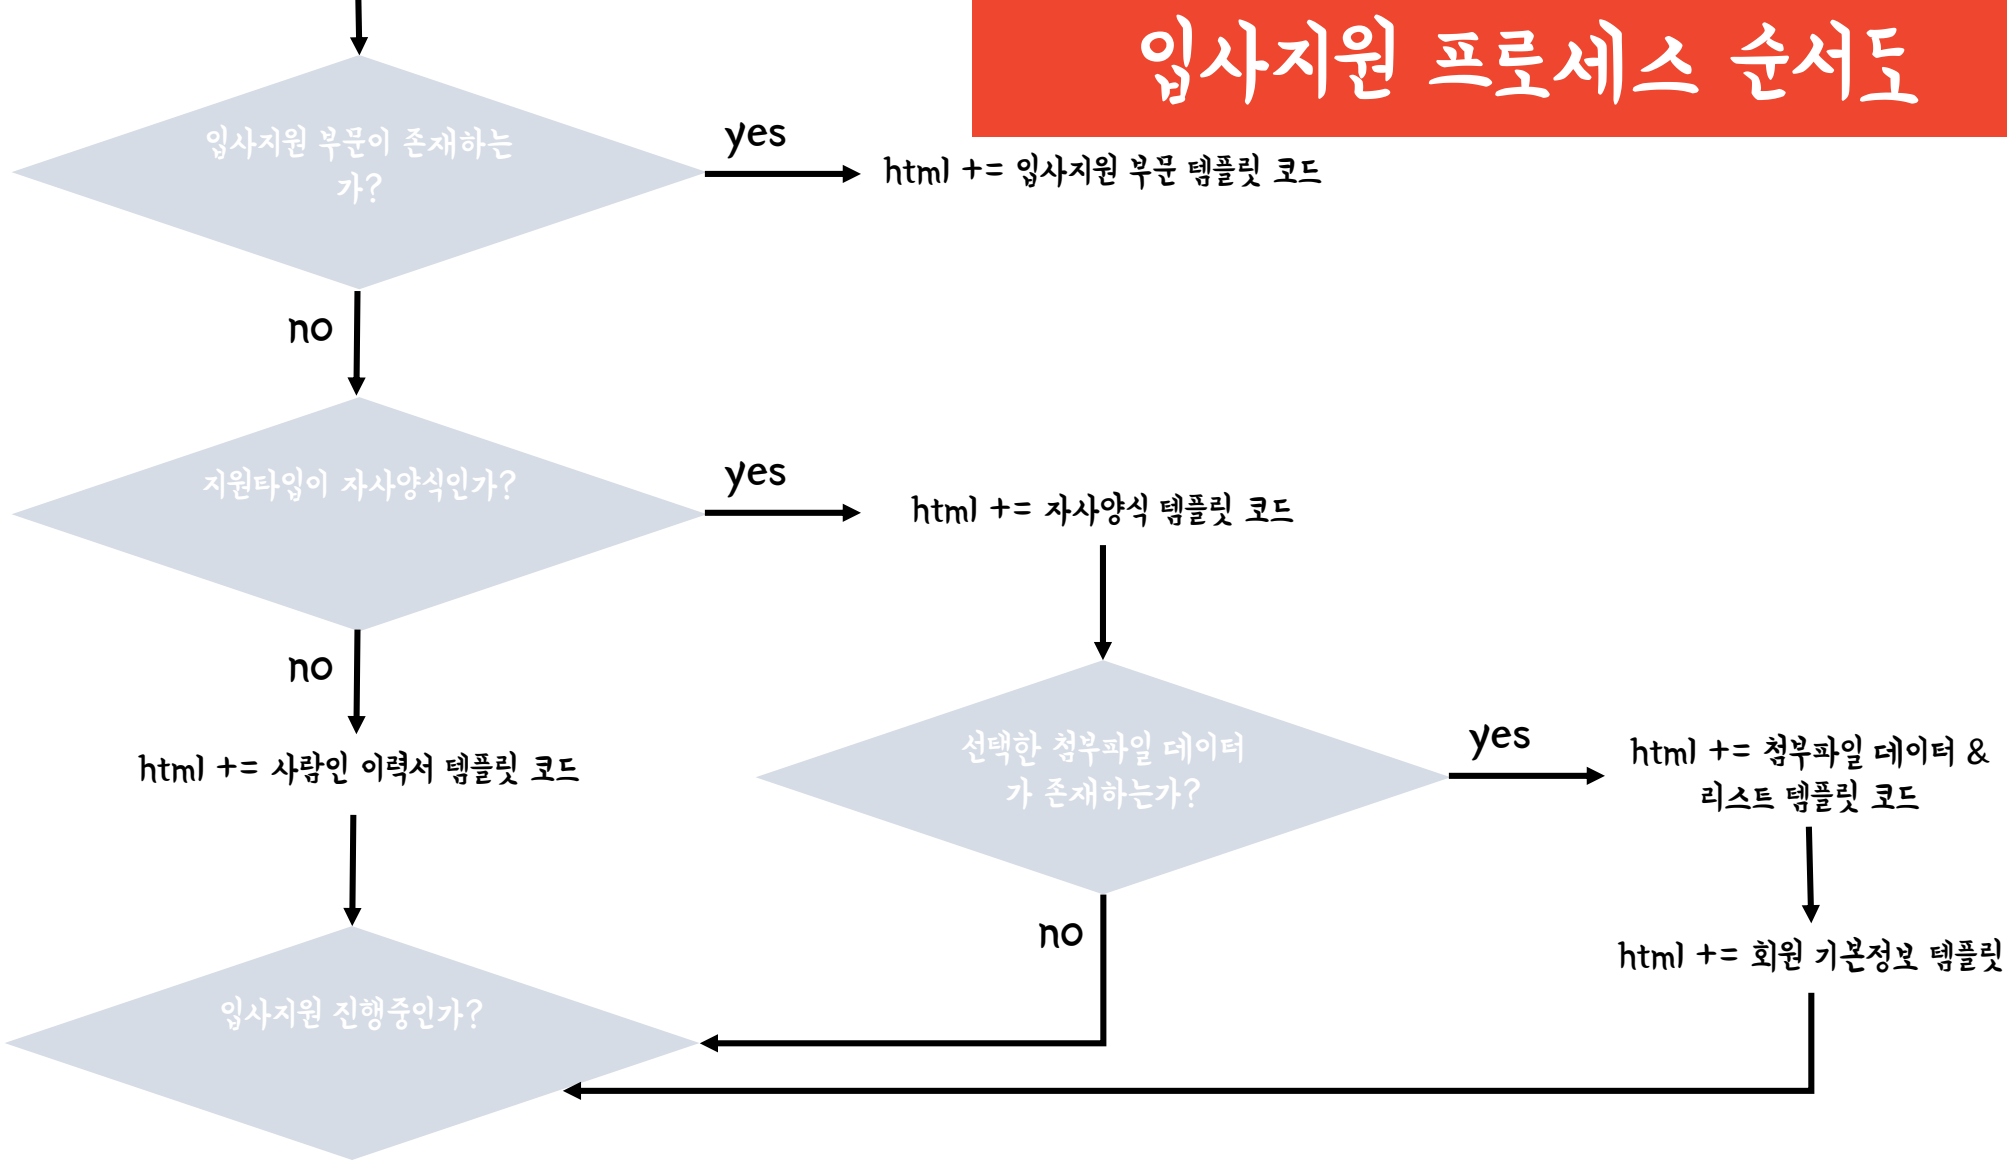 입사지원 프로세스 순서도
입사지원 부문이 존재하는
가?
yes
html += 입사지원 부문 템플릿 코드
no
지원타입이 자사양식인가?
yes
html += 자사양식 템플릿 코드
no
html += 사람인 이력서 템플릿 코드
선택한 첨부파일 데이터
가 존재하는가?
yes
html += 첨부파일 데이터 &
리스트 템플릿 코드
no
html += 회원 기본정보 템플릿
입사지원 진행중인가?